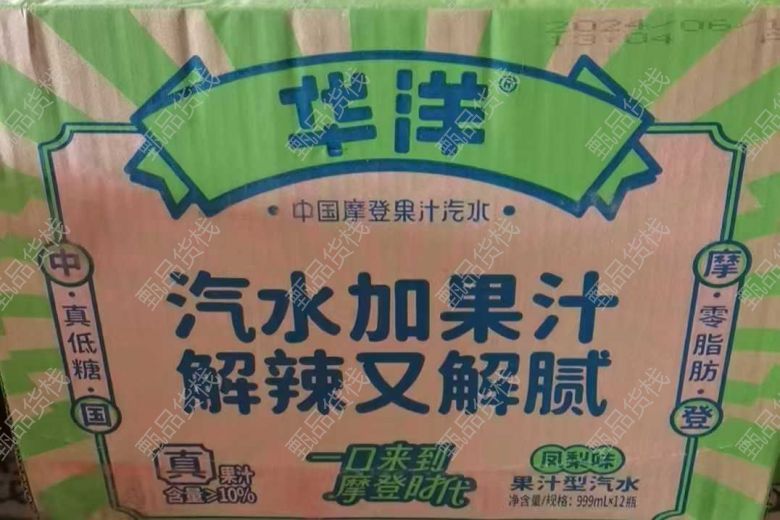 华洋®
·中国摩登果汁汽水·
汽水加果汁
解辣又解腻
中·真低糖·国
摩·零脂肪·登
真果汁
含量≥10%
一口来到
摩登时代
凤梨味
果汁型汽水
净含量/规格：999mL×12瓶
甄品货栈